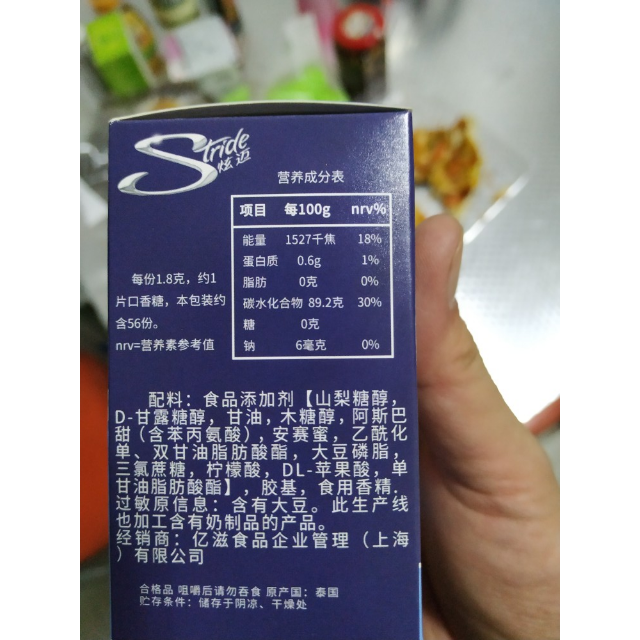 Stride
炫迈
营养成分表
项目 每100g nrv%
能量 1527千焦 18%
蛋白质 0.6g 1%
脂肪 0克 0%
碳水化合物 89.2克 30%
糖 0克
钠 6毫克 0%
每份1.8克，约1
片口香糖，本包装约
含56份。
nrv=营养素参考值
配料：食品添加剂【山梨糖醇，
D-甘露糖醇，甘油，木糖醇，阿斯巴
甜（含苯丙氨酸），安赛蜜，乙酰化
单、双甘油脂肪酸酯，大豆磷脂，
三氯蔗糖，柠檬酸，DL-苹果酸，单
甘油脂肪酸酯】，胶基，食用香精.
过敏原信息：含有大豆。此生产线
也加工含有奶制品的产品。
经销商：亿滋食品企业管理（上海
）有限公司
合格品 咀嚼后请勿吞食 原产国：泰国
贮存条件：储存于阴凉、干燥处